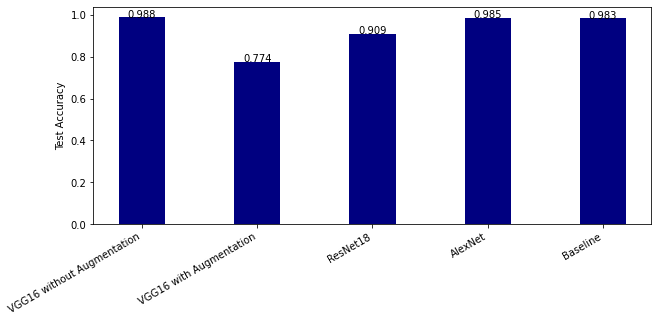 Test Accuracy
1.0
0.8
0.6
0.4
0.2
0.0
0.988
0.774
0.909
0.985
0.983
VGG16 without Augmentation
VGG16 with Augmentation
ResNet18
AlexNet
Baseline